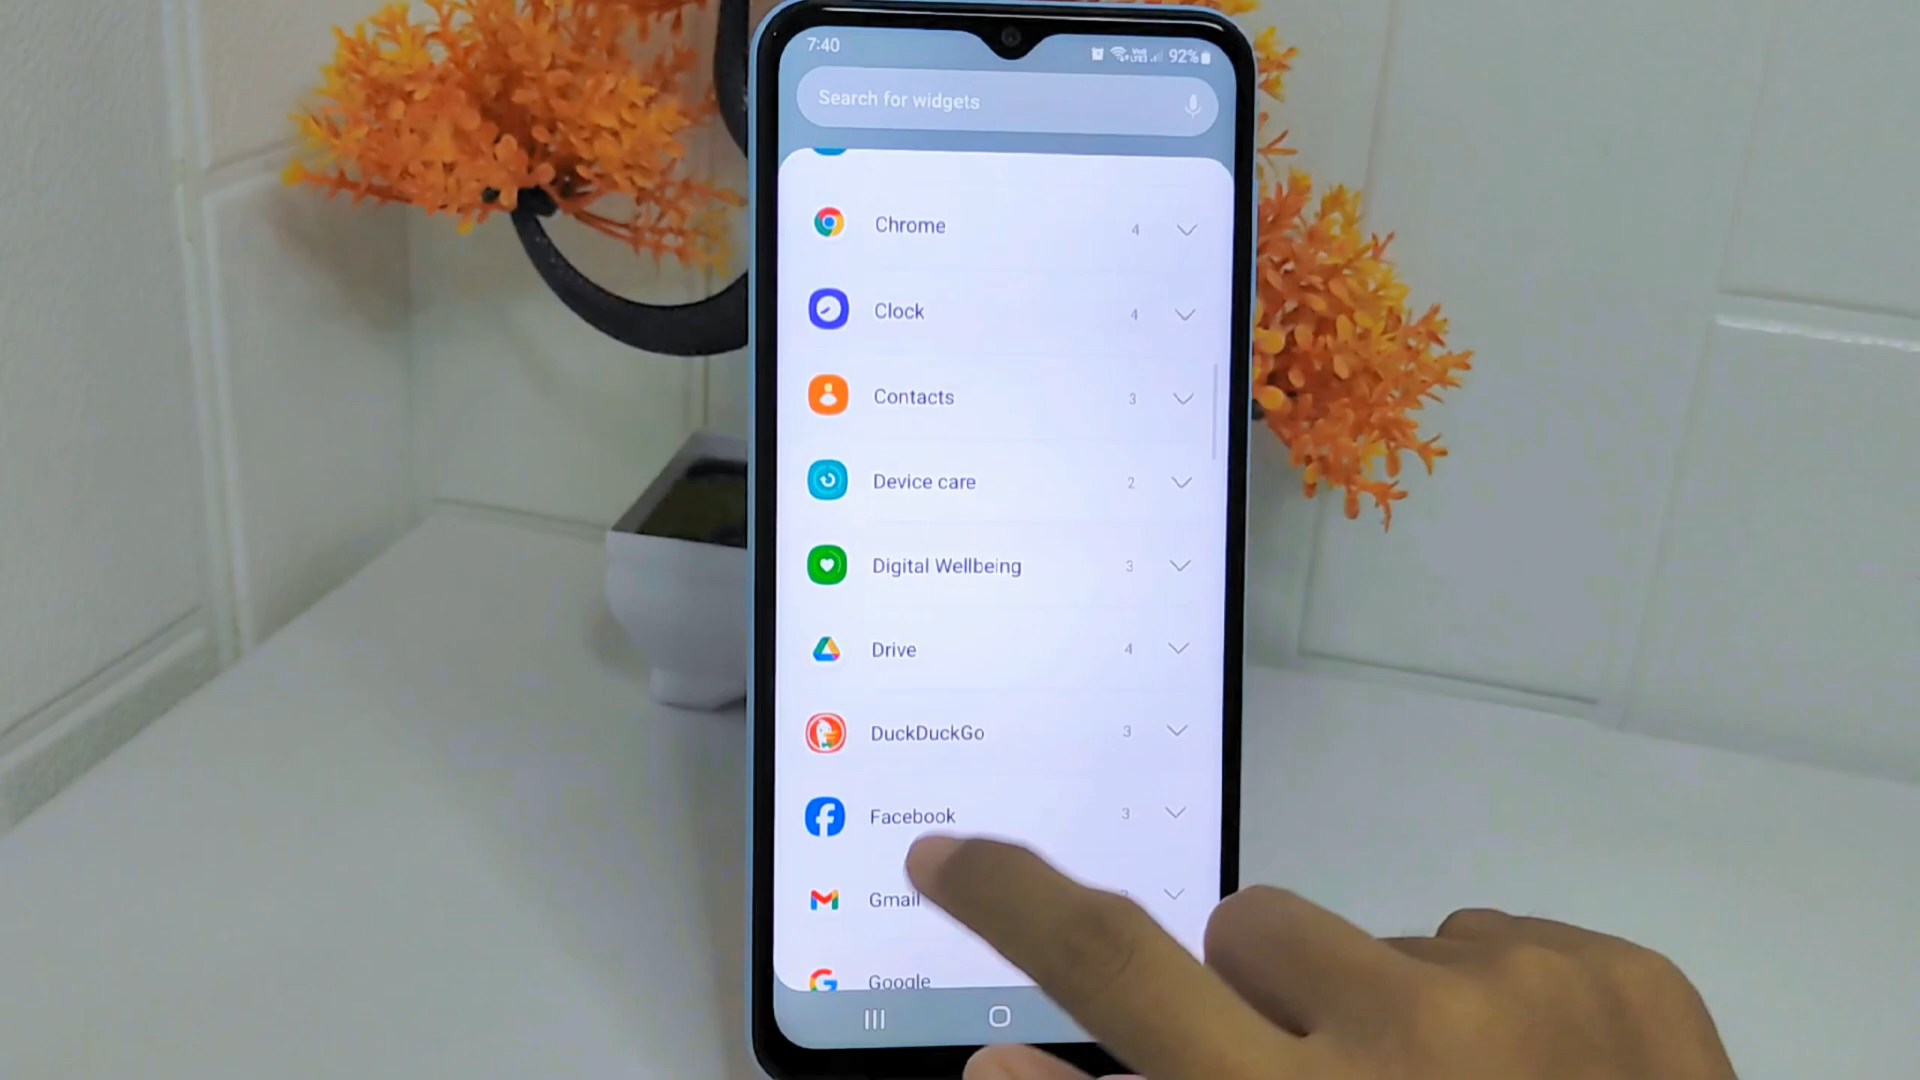 7:40
92%
Search for widgets
Chrome 4
Clock 4
Contacts 3
Device care 2
Digital Wellbeing 3
Drive 4
DuckDuckGo 3
Facebook 3
Gmail
Google